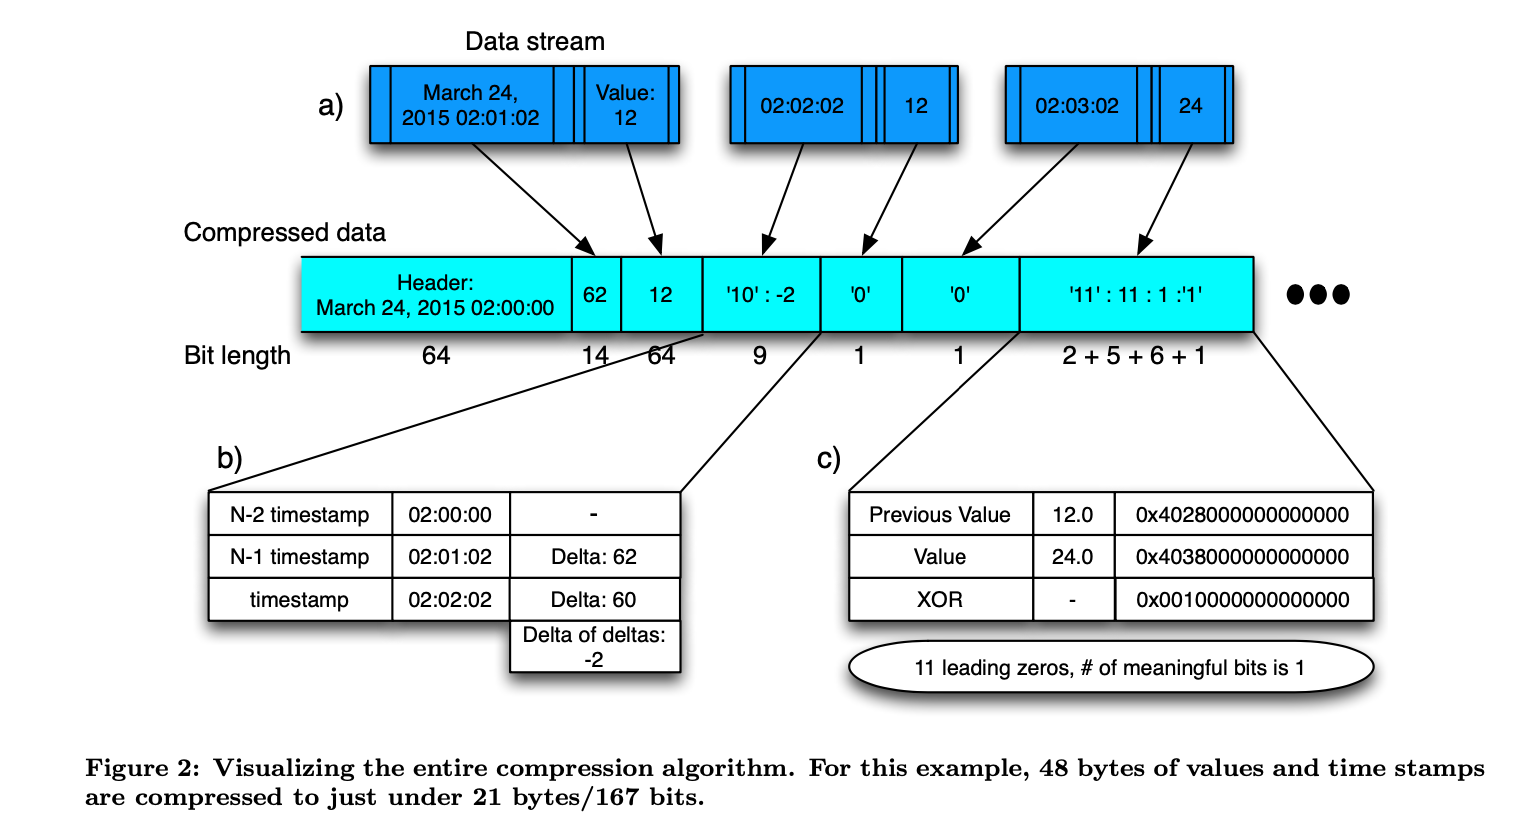 Data stream
a)
March 24,
2015 02:01:02
Value:
12
02:02:02
12
02:03:02
24
Compressed data
Header:
March 24, 2015 02:00:00
62
12
'10' : -2
'0'
'0'
'11' : 11 : 1 :'1'
Bit length
64
14
64
9
1
1
2 + 5 + 6 + 1
b)
N-2 timestamp 02:00:00 -
N-1 timestamp 02:01:02 Delta: 62
timestamp 02:02:02 Delta: 60
Delta of deltas:
-2
c)
Previous Value 12.0 0x4028000000000000
Value 24.0 0x4038000000000000
XOR - 0x0010000000000000
11 leading zeros, # of meaningful bits is 1
Figure 2: Visualizing the entire compression algorithm. For this example, 48 bytes of values and time stamps
are compressed to just under 21 bytes/167 bits.